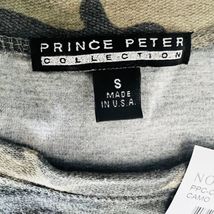 PRINCE PETER
COLLECTION
S
MADE
IN U.S.A.
NO
PPC-
CAMO